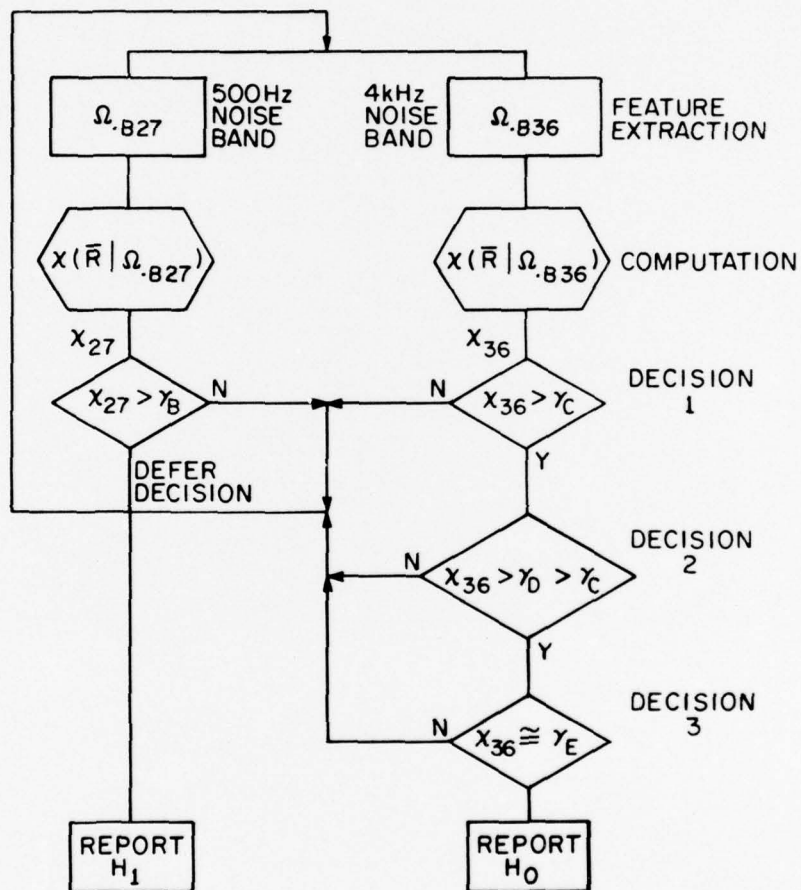 500Hz
NOISE
BAND
4kHz
NOISE
BAND
Ω.B27
Ω.B36
FEATURE
EXTRACTION
χ(R̅|Ω.B27)
χ(R̅|Ω.B36)
COMPUTATION
χ27
χ36
χ27 > γB
N
N
χ36 > γC
DECISION
1
Y
DEFER
DECISION
N
χ36 > γD > γC
DECISION
2
Y
N
χ36 ≅ γE
DECISION
3
REPORT
H1
REPORT
H0